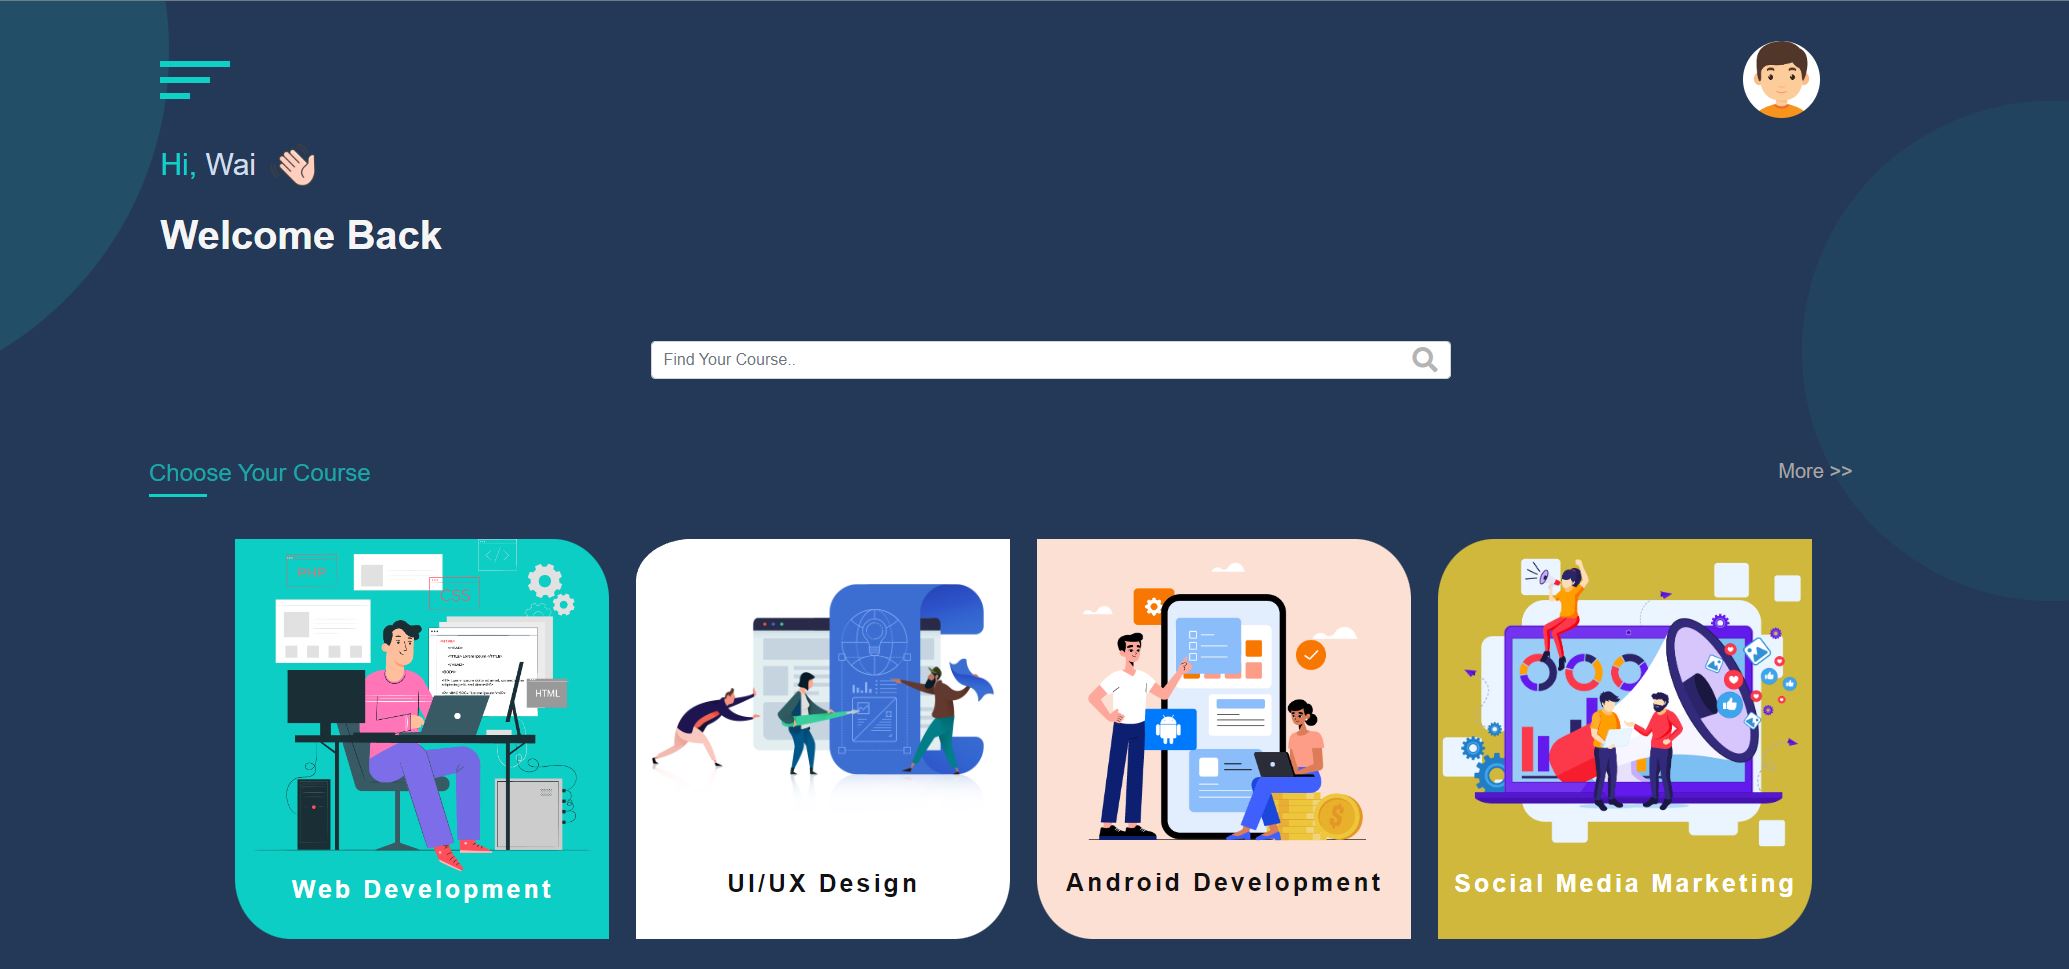 Hi, Wai
Welcome Back
Find Your Course..
Choose Your Course
More >>
PHP
</>
CSS
HTML
Web Development
UI/UX Design
Android Development
Social Media Marketing